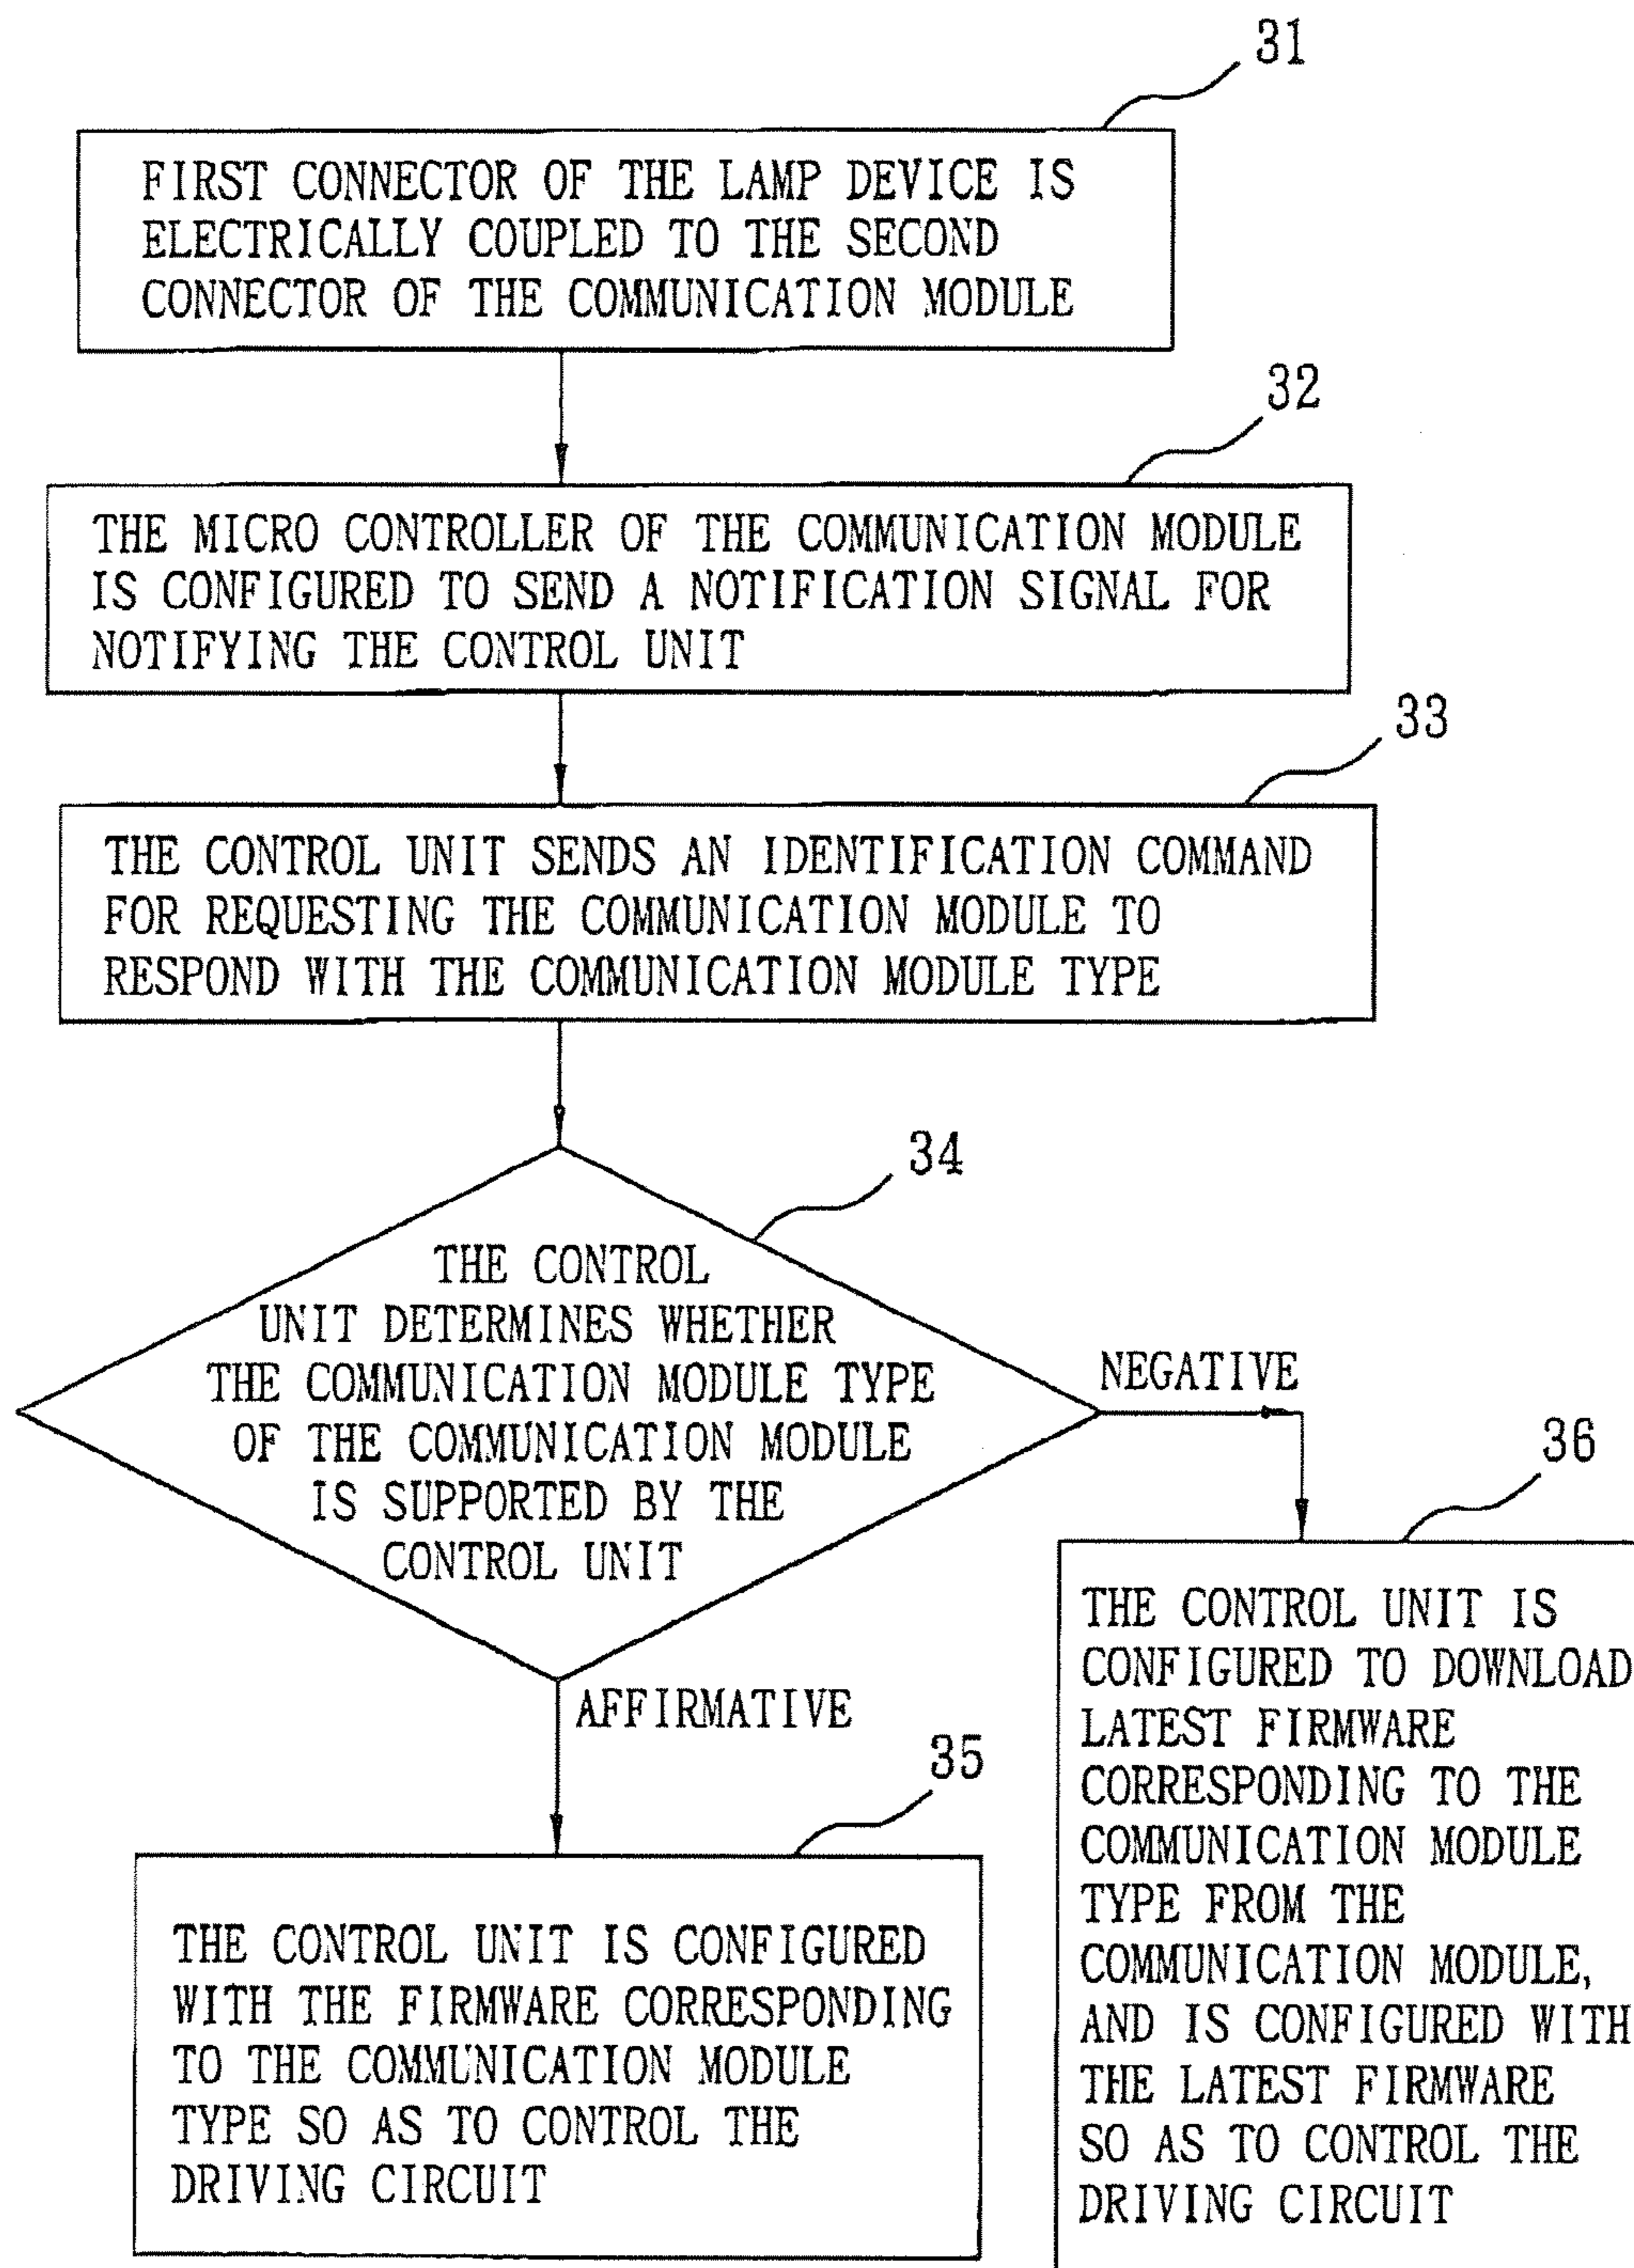 31
FIRST CONNECTOR OF THE LAMP DEVICE IS
ELECTRICALLY COUPLED TO THE SECOND
CONNECTOR OF THE COMMUNICATION MODULE
32
THE MICRO CONTROLLER OF THE COMMUNICATION MODULE
IS CONFIGURED TO SEND A NOTIFICATION SIGNAL FOR
NOTIFYING THE CONTROL UNIT
33
THE CONTROL UNIT SENDS AN IDENTIFICATION COMMAND
FOR REQUESTING THE COMMUNICATION MODULE TO
RESPOND WITH THE COMMUNICATION MODULE TYPE
34
THE CONTROL
UNIT DETERMINES WHETHER
THE COMMUNICATION MODULE TYPE
OF THE COMMUNICATION MODULE
IS SUPPORTED BY THE
CONTROL UNIT
NEGATIVE
AFFIRMATIVE
35
THE CONTROL UNIT IS CONFIGURED
WITH THE FIRMWARE CORRESPONDING
TO THE COMMUNICATION MODULE
TYPE SO AS TO CONTROL THE
DRIVING CIRCUIT
36
THE CONTROL UNIT IS
CONFIGURED TO DOWNLOAD
LATEST FIRMWARE
CORRESPONDING TO THE
COMMUNICATION MODULE
TYPE FROM THE
COMMUNICATION MODULE,
AND IS CONFIGURED WITH
THE LATEST FIRMWARE
SO AS TO CONTROL THE
DRIVING CIRCUIT